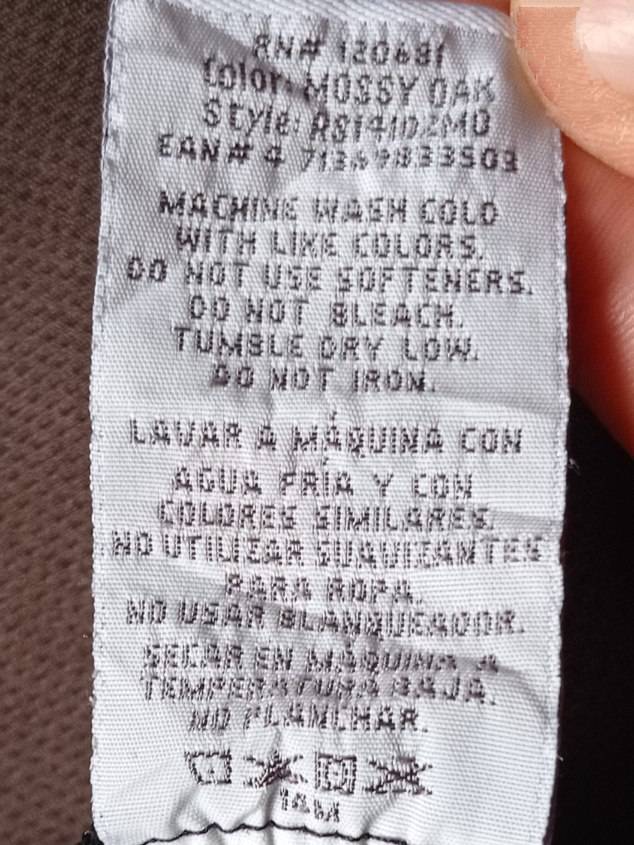 RN# 120681
Color: MOSSY OAK
Style:
EAN# 4
MACHINE WASH COLD
WITH LIKE COLORS.
DO NOT USE SOFTENERS.
DO NOT BLEACH.
TUMBLE DRY LOW.
DO NOT IRON.
LAVAR A MÁQUINA CON
AGUA FRÍA Y CON
COLORES SIMILARES.
NO UTILIZAR SUAVIZANTES
PARA ROPA.
NO USAR BLANQUEADOR.
SECAR EN MÁQUINA A
TEMPERATURA BAJA.
NO PLANCHAR.